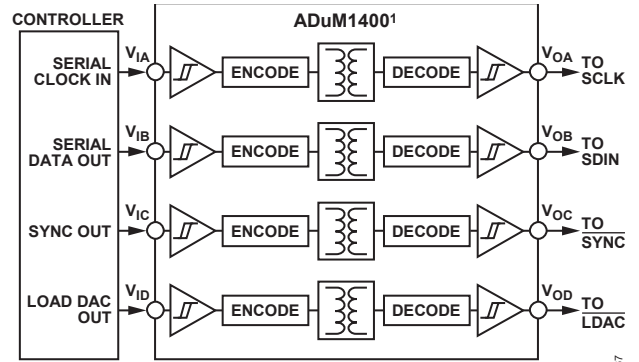 CONTROLLER
ADuM1400¹
SERIAL
CLOCK IN
V_IA
ENCODE
DECODE
V_OA
TO
SCLK
SERIAL
DATA OUT
V_IB
ENCODE
DECODE
V_OB
TO
SDIN
SYNC OUT
V_IC
ENCODE
DECODE
V_OC
TO
SYNC
LOAD DAC
OUT
V_ID
ENCODE
DECODE
V_OD
TO
LDAC